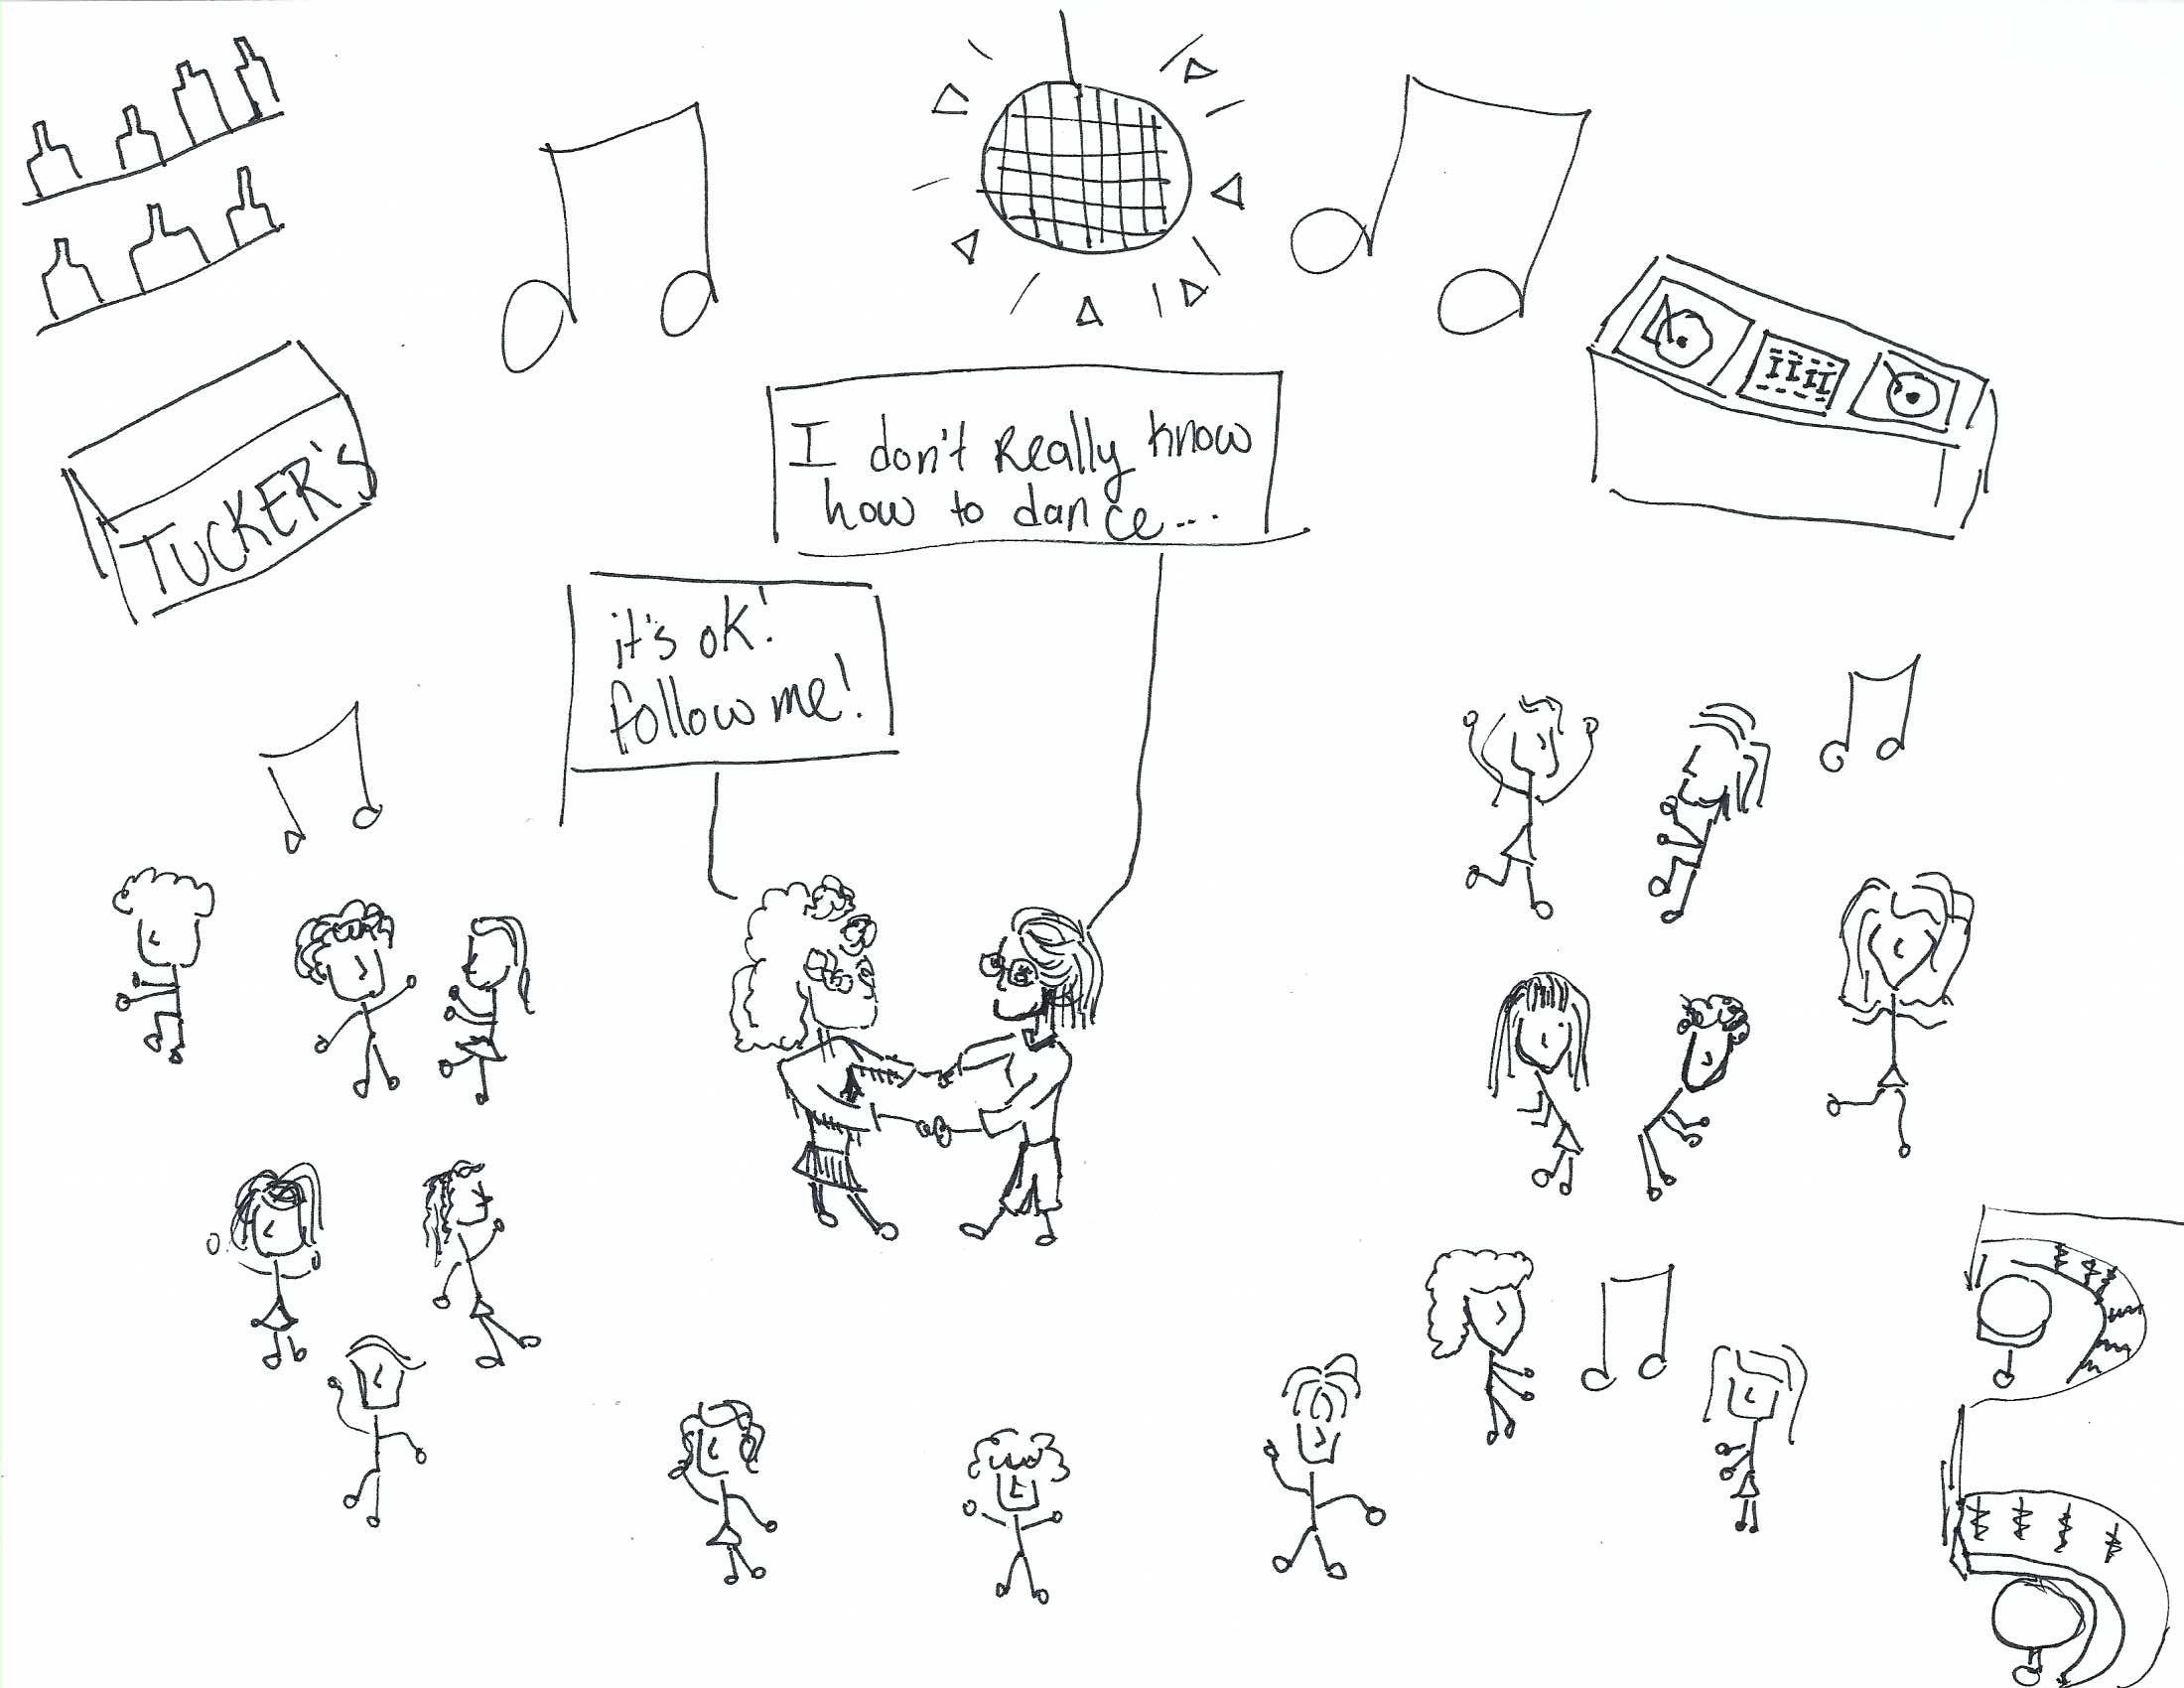 TUCKER'S
I don't Really know
how to dance...
it's ok!
follow me!